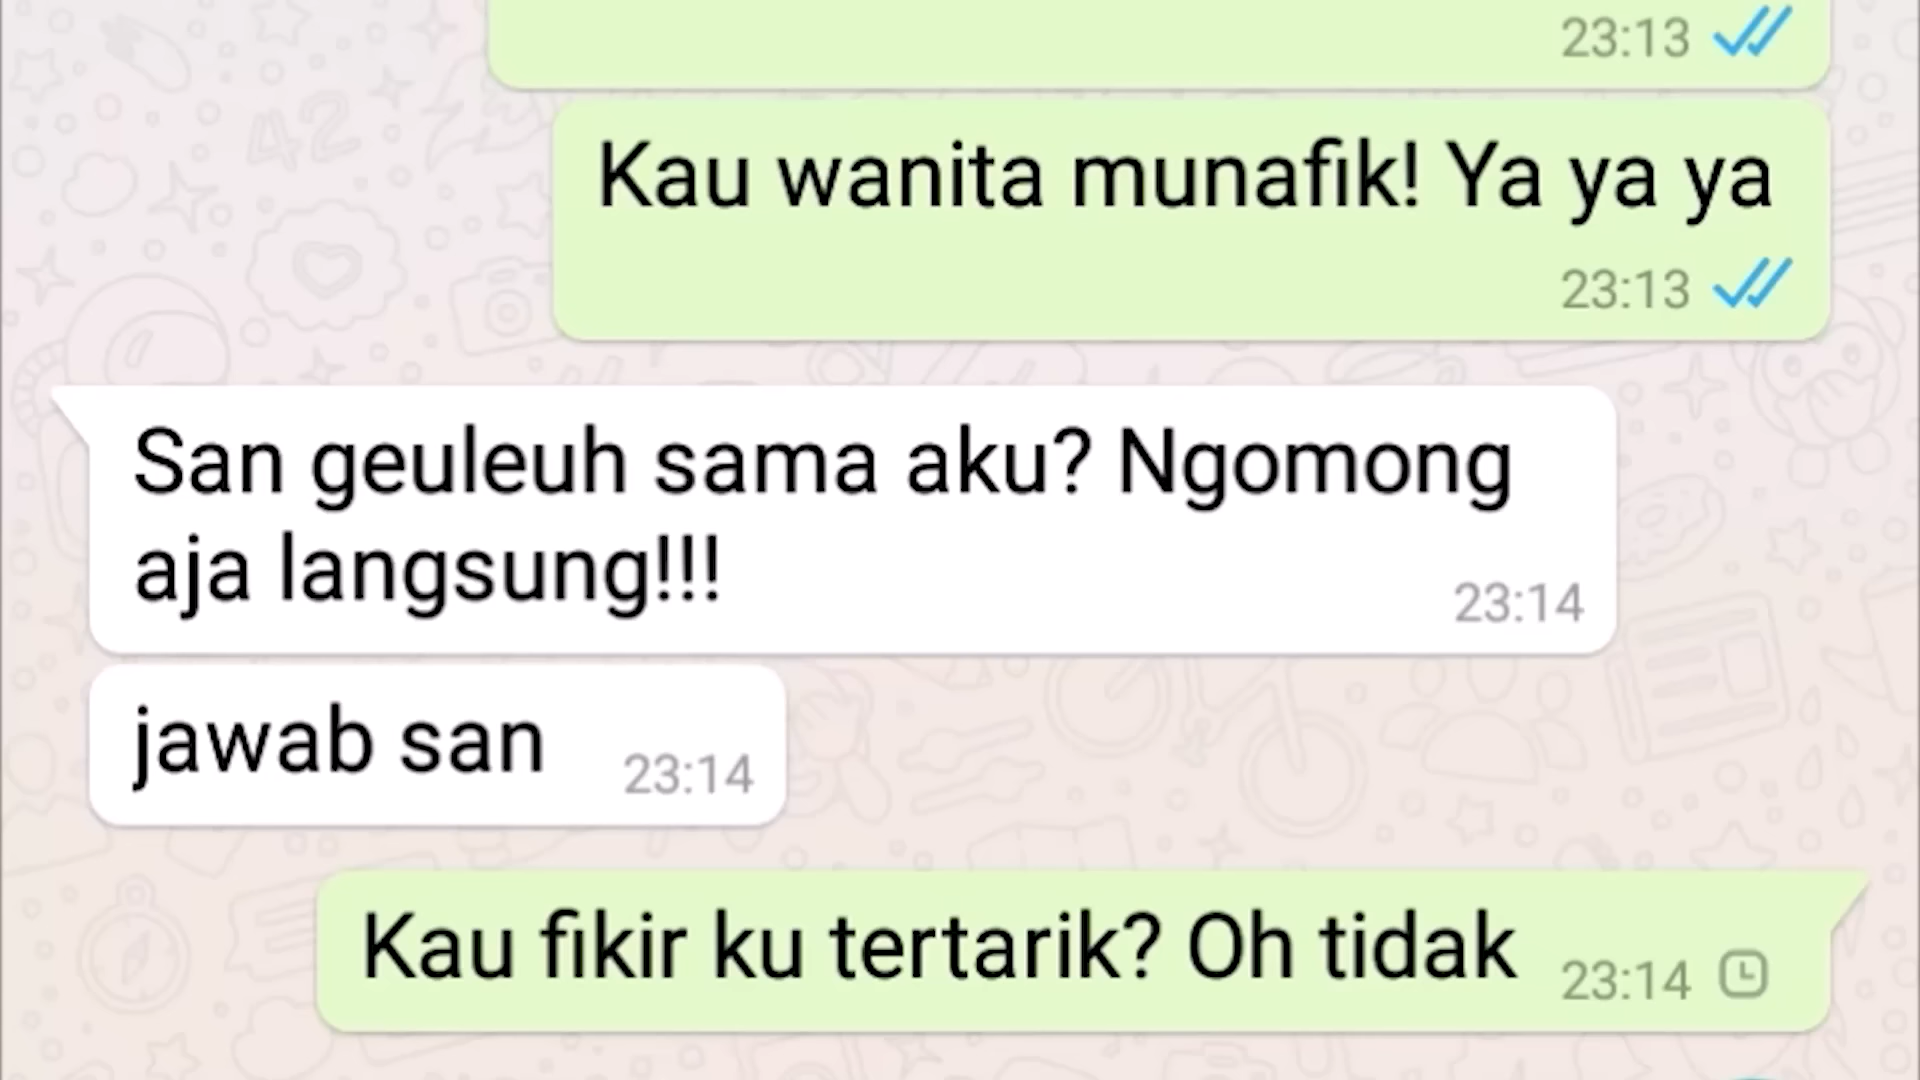 23:13
Kau wanita munafik! Ya ya ya
23:13
San geuleuh sama aku? Ngomong
aja langsung!!!
23:14
jawab san
23:14
Kau fikir ku tertarik? Oh tidak
23:14